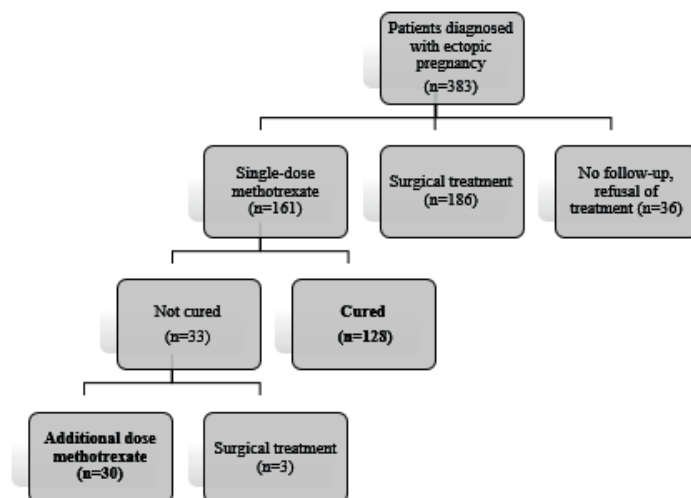 Patients diagnosed
with ectopic
pregnancy
(n=383)
Single-dose
methotrexate
(n=161)
Surgical treatment
(n=186)
No follow-up,
refusal of
treatment (n=36)
Not cured
(n=33)
Cured
(n=128)
Additional dose
methotrexate
(n=30)
Surgical treatment
(n=3)